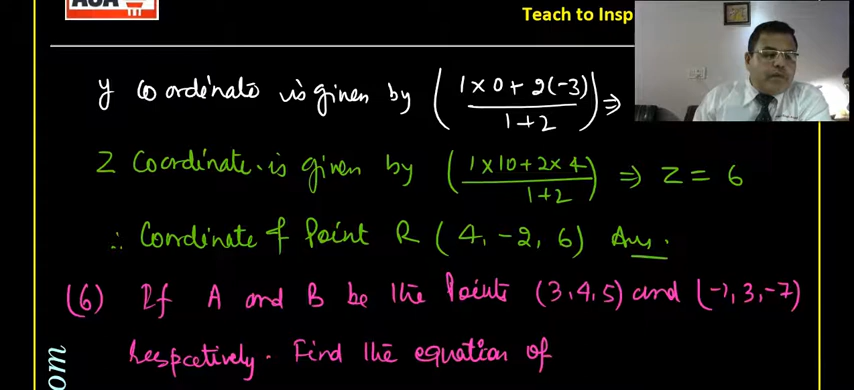 ACA
Teach to Insp
y coordinate is given by (1×0+2(-3)/1+2) ⇒
Z Coordinate is given by (1×10+2×4/1+2) ⇒ Z = 6
∴ Coordinate of Point R (4, -2, 6) Ans.
(6) If A and B be the Points (3,4,5) and (-1, 3, -7)
respcetively. Find the equation of
om